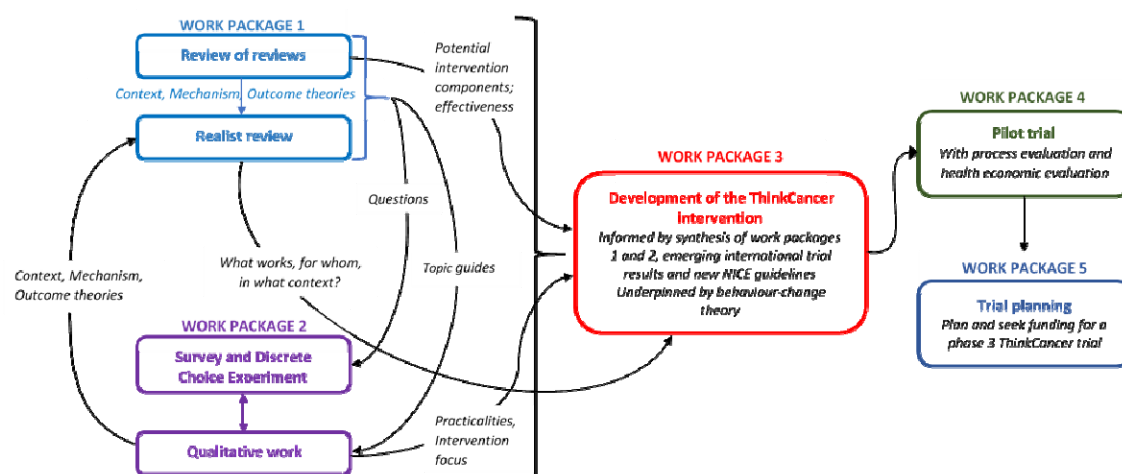 WORK PACKAGE 1
Review of reviews
Context, Mechanism, Outcome theories
Realist review
Potential
intervention
components;
effectiveness
Questions
Topic guides
What works, for whom,
in what context?
Context, Mechanism,
Outcome theories
WORK PACKAGE 2
Survey and Discrete
Choice Experiment
Qualitative work
Practicalities,
Intervention
focus
WORK PACKAGE 3
Development of the ThinkCancer
intervention
Informed by synthesis of work packages
1 and 2, emerging international trial
results and new NICE guidelines
Underpinned by behaviour-change
theory
WORK PACKAGE 4
Pilot trial
With process evaluation and
health economic evaluation
WORK PACKAGE 5
Trial planning
Plan and seek funding for a
phase 3 ThinkCancer trial